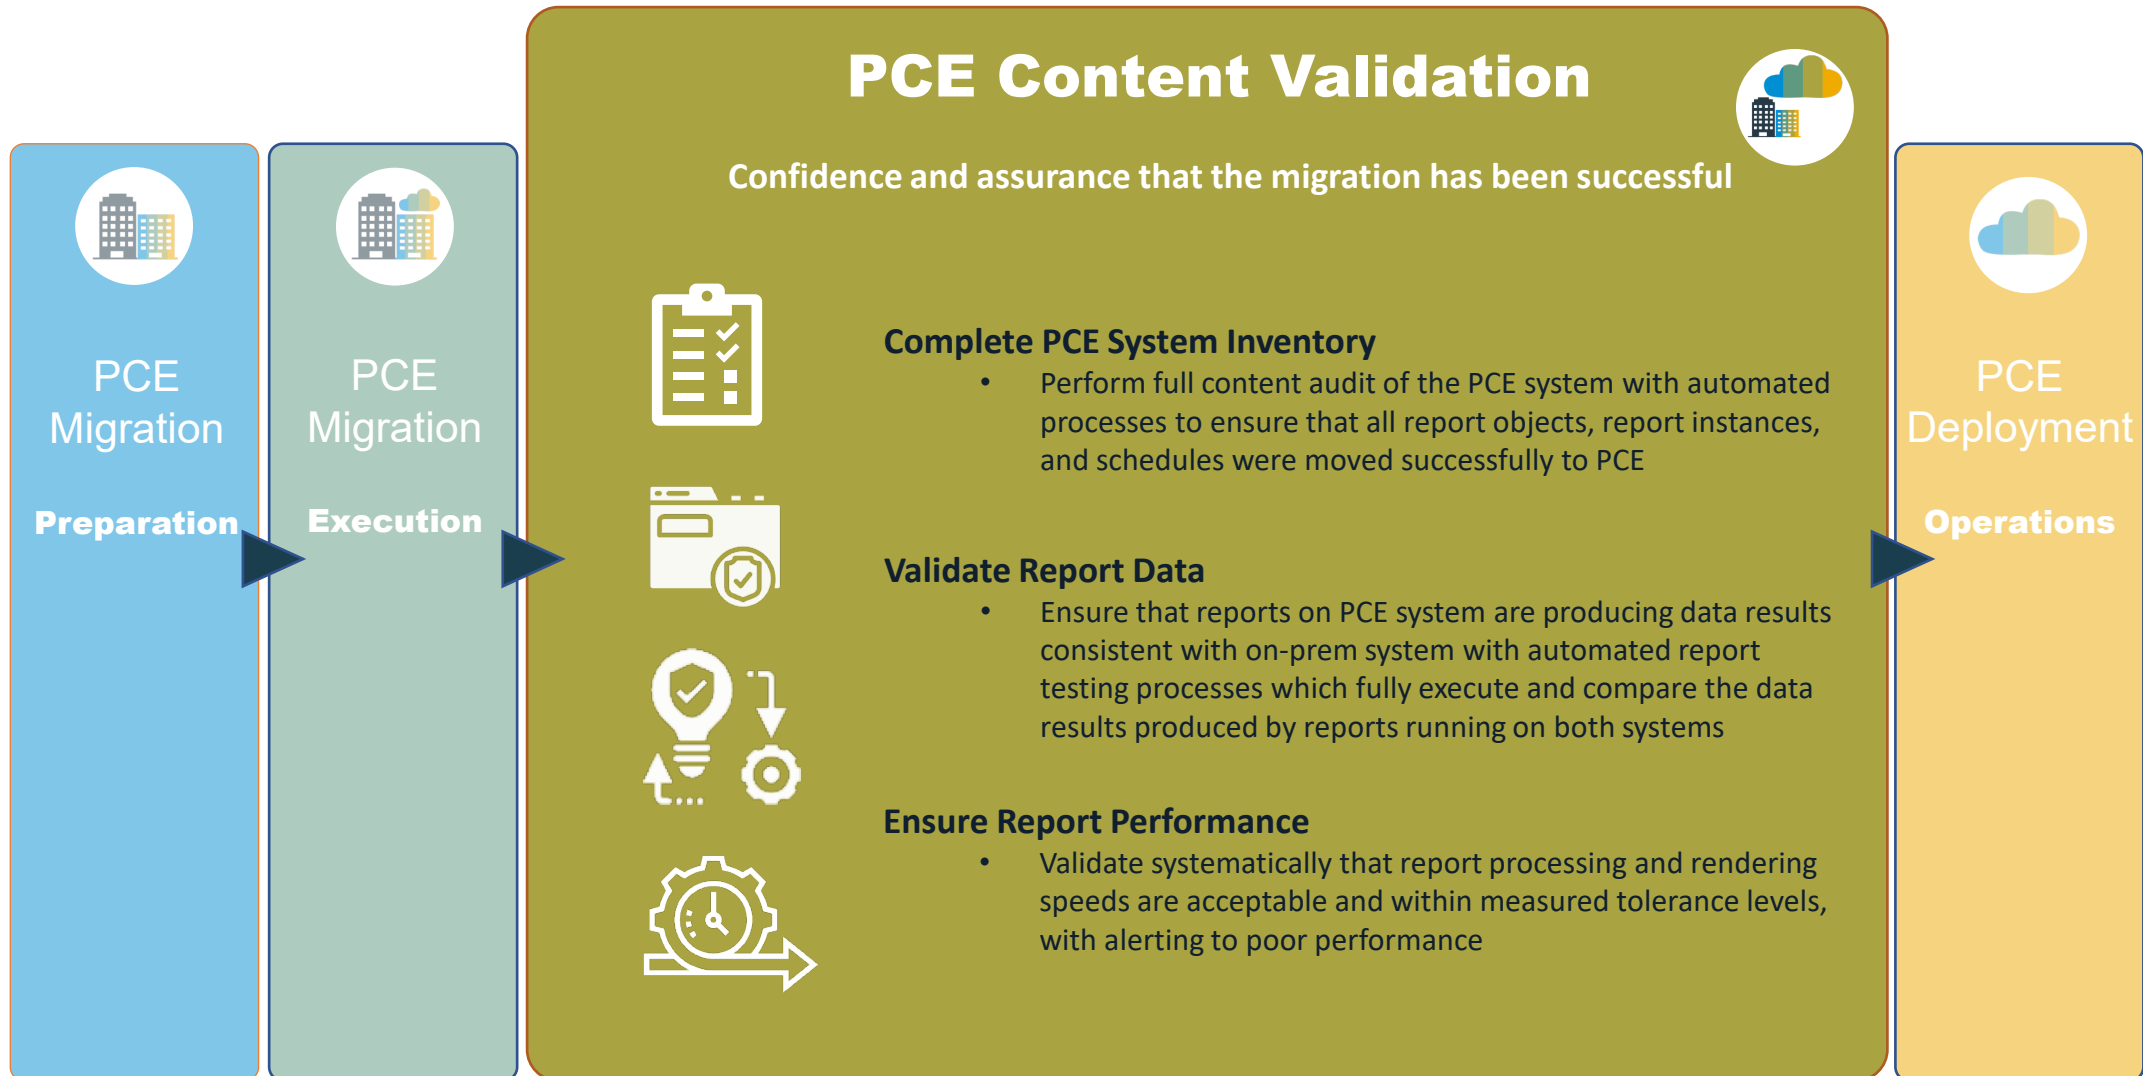 PCE
Migration
Preparation
PCE
Migration
Execution
PCE Content Validation
Confidence and assurance that the migration has been successful
Complete PCE System Inventory
• Perform full content audit of the PCE system with automated
processes to ensure that all report objects, report instances,
and schedules were moved successfully to PCE
Validate Report Data
• Ensure that reports on PCE system are producing data results
consistent with on-prem system with automated report
testing processes which fully execute and compare the data
results produced by reports running on both systems
Ensure Report Performance
• Validate systematically that report processing and rendering
speeds are acceptable and within measured tolerance levels,
with alerting to poor performance
PCE
Deployment
Operations